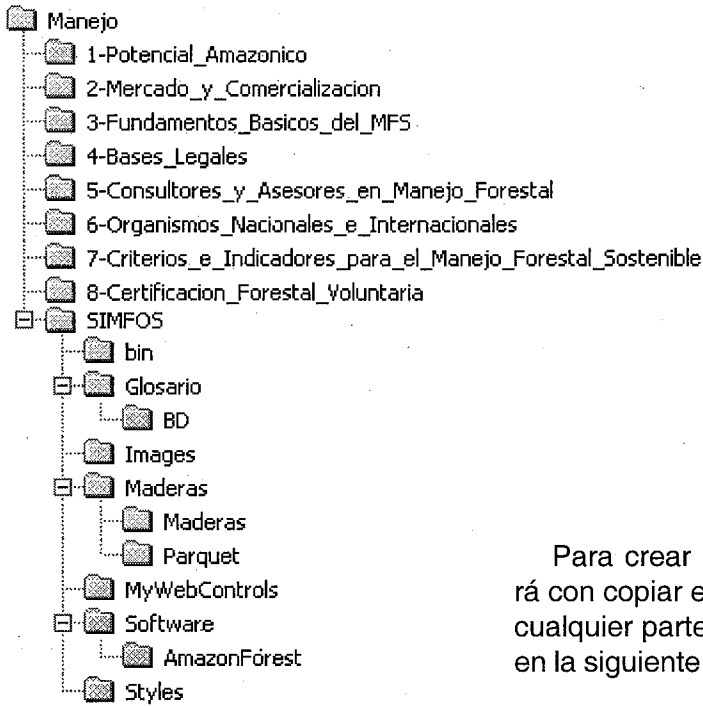 Manejo
1-Potencial_Amazonico
2-Mercado_y_Comercializacion
3-Fundamentos_Basicos_del_MFS
4-Bases_Legales
5-Consultores_y_Asesores_en_Manejo_Forestal
6-Organismos_Nacionales_e_Internacionales
7-Criterios_e_Indicadores_para_el_Manejo_Forestal_Sostenible
8-Certificacion_Forestal_Voluntaria
SIMFOS
bin
Glosario
BD
Images
Maderas
Maderas
Parquet
MyWebControls
Software
AmazonForest
Styles
Para crear
rá con copiar e
cualquier parte
en la siguiente